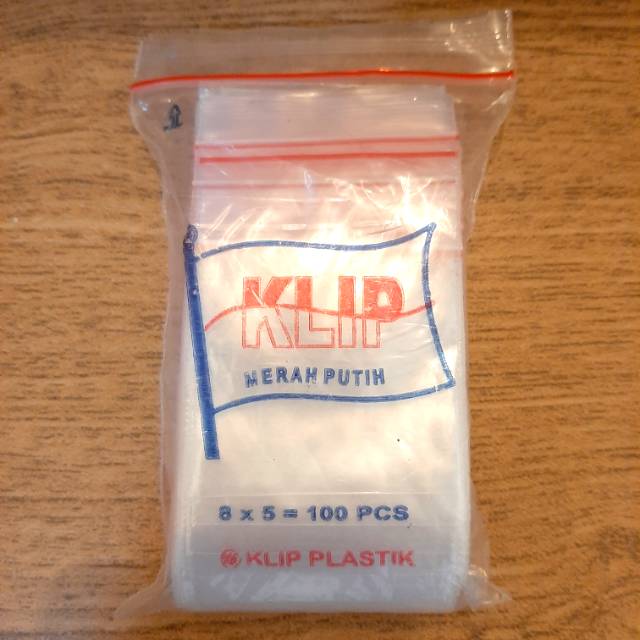 KLIP
MERAH PUTIH
8 x 5 = 100 PCS
KLIP PLASTIK